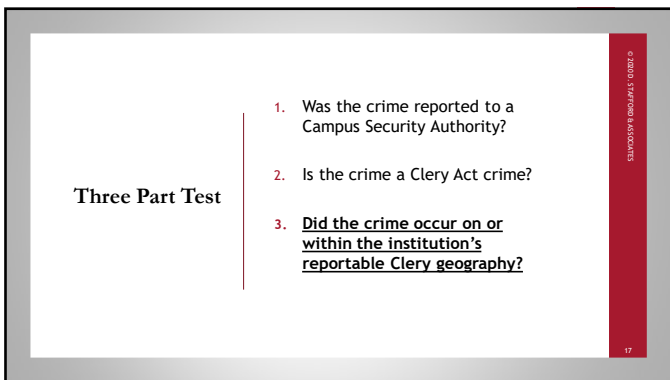 Three Part Test
1. Was the crime reported to a
Campus Security Authority?
2. Is the crime a Clery Act crime?
3. Did the crime occur on or
within the institution's
reportable Clery geography?
© 2020 D. STAFFORD & ASSOCIATES
17